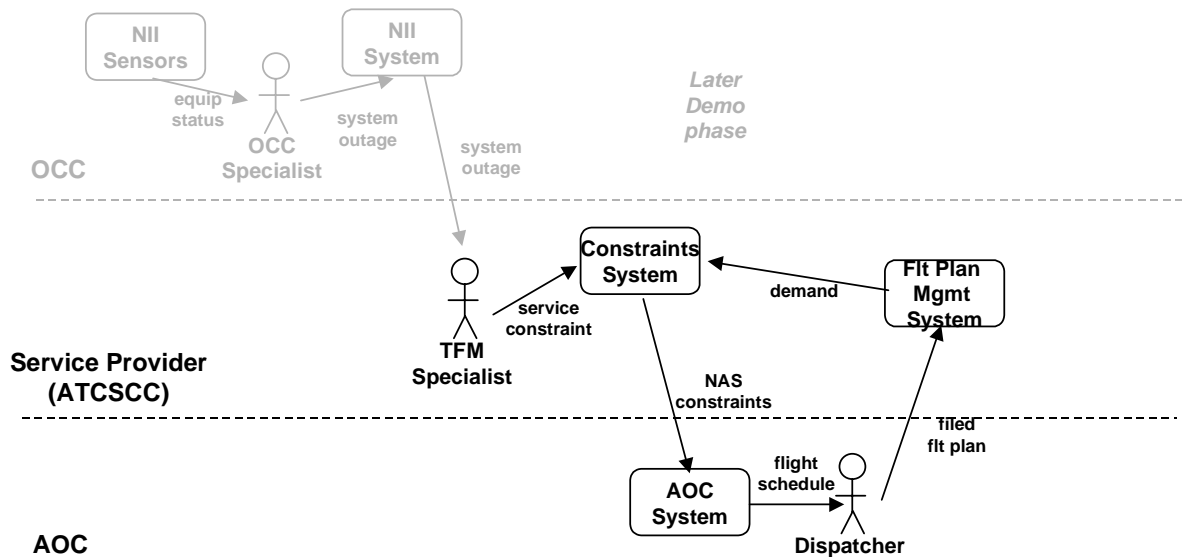 NII
Sensors
NII
System
equip
status
OCC
Specialist
system
outage
system
outage
Later
Demo
phase
OCC
Constraints
System
Flt Plan
Mgmt
System
demand
service
constraint
TFM
Specialist
Service Provider
(ATCSCC)
NAS
constraints
filed
flt plan
flight
schedule
AOC
System
Dispatcher
AOC